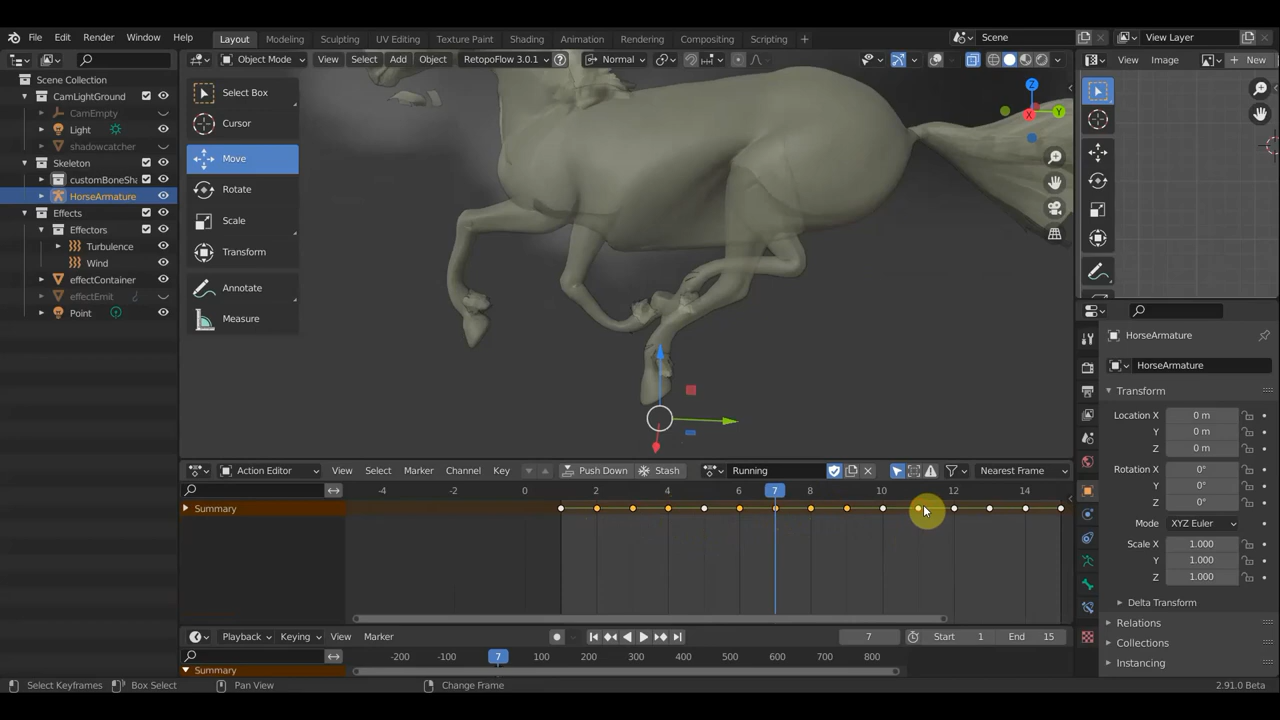 File Edit Render Window Help Layout Modeling Sculpting UV Editing Texture Paint Shading Animation Rendering Compositing Scripting + Scene View Layer
Object Mode View Select Add Object RetopoFlow 3.0.1 Normal View Image New
Scene Collection
CamLightGround
CamEmpty
Light
shadowcatcher
Skeleton
customBoneSha
HorseArmature
Effects
Effectors
Turbulence
Wind
effectContainer
effectEmit
Point
Select Box
Cursor
Move
Rotate
Scale
Transform
Annotate
Measure
Z
Y
X
HorseArmature
HorseArmature
Transform
Location X 0 m
Y 0 m
Z 0 m
Rotation X 0°
Y 0°
Z 0°
Mode XYZ Euler
Scale X 1.000
Y 1.000
Z 1.000
Delta Transform
Relations
Collections
Instancing
Action Editor View Select Marker Channel Key Push Down Stash Running Nearest Frame
-4 -2 0 2 4 6 7 8 10 12 14
Summary
Playback Keying View Marker 7 Start 1 End 15
-200 -100 7 100 200 300 400 500 600 700 800
Summary
Select Keyframes Box Select Pan View Change Frame 2.91.0 Beta